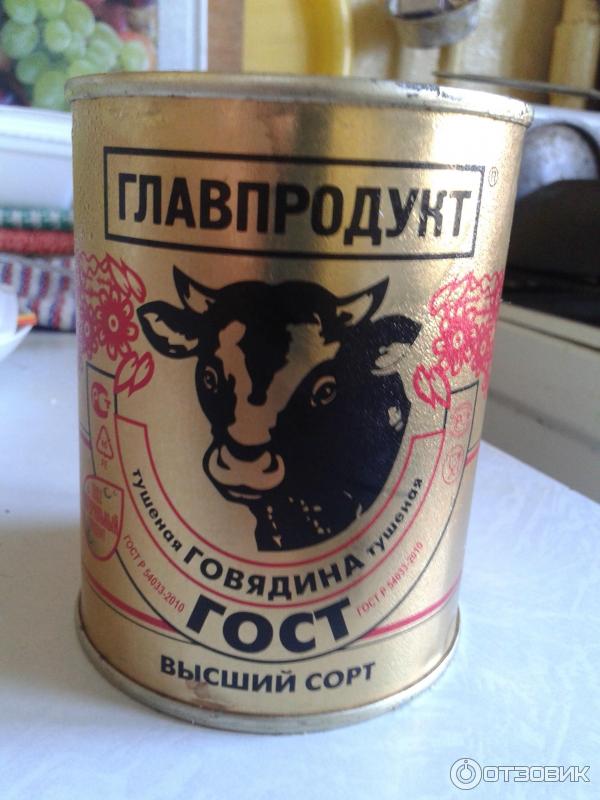 ГЛАВПРОДУКТ ®
тушеная ГОВЯДИНА тушеная
ГОСТ Р 54033-2010
ГОСТ Р 54033-2010
ГОСТ
ВЫСШИЙ СОРТ
ОТЗОВИК